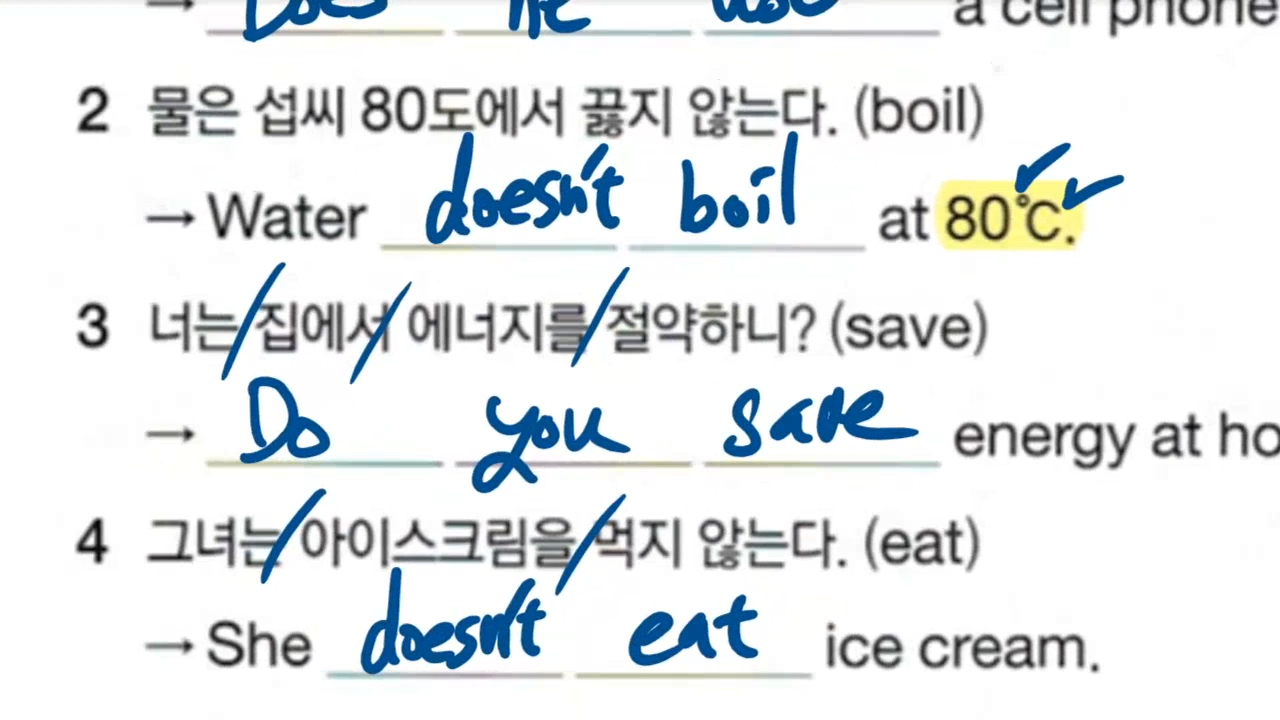 → Does he use a cell phone
2 물은 섭씨 80도에서 끓지 않는다. (boil)
→ Water doesn't boil at 80℃.
3 너는/집에서/에너지를/절약하니? (save)
→ Do you save energy at ho
4 그녀는/아이스크림을/먹지 않는다. (eat)
→ She doesn't eat ice cream.